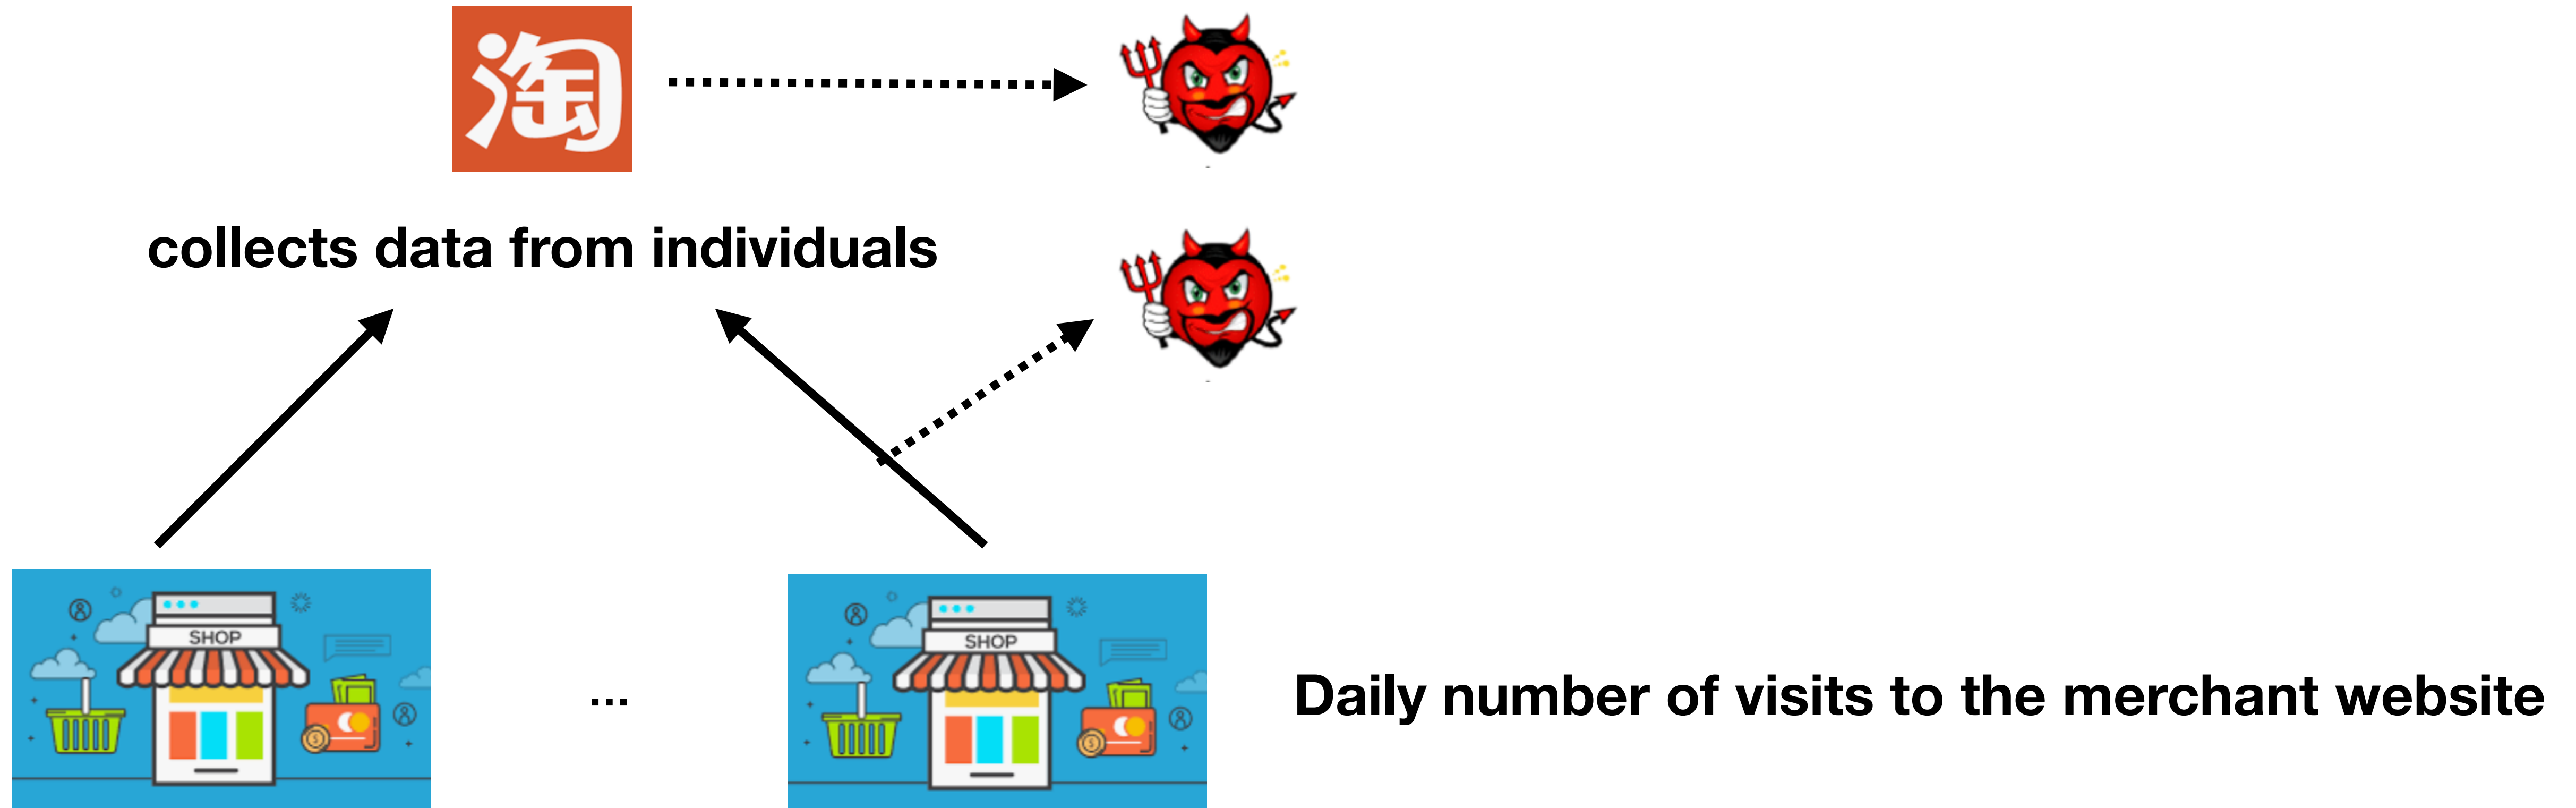 淘
collects data from individuals
SHOP
...
SHOP
Daily number of visits to the merchant website